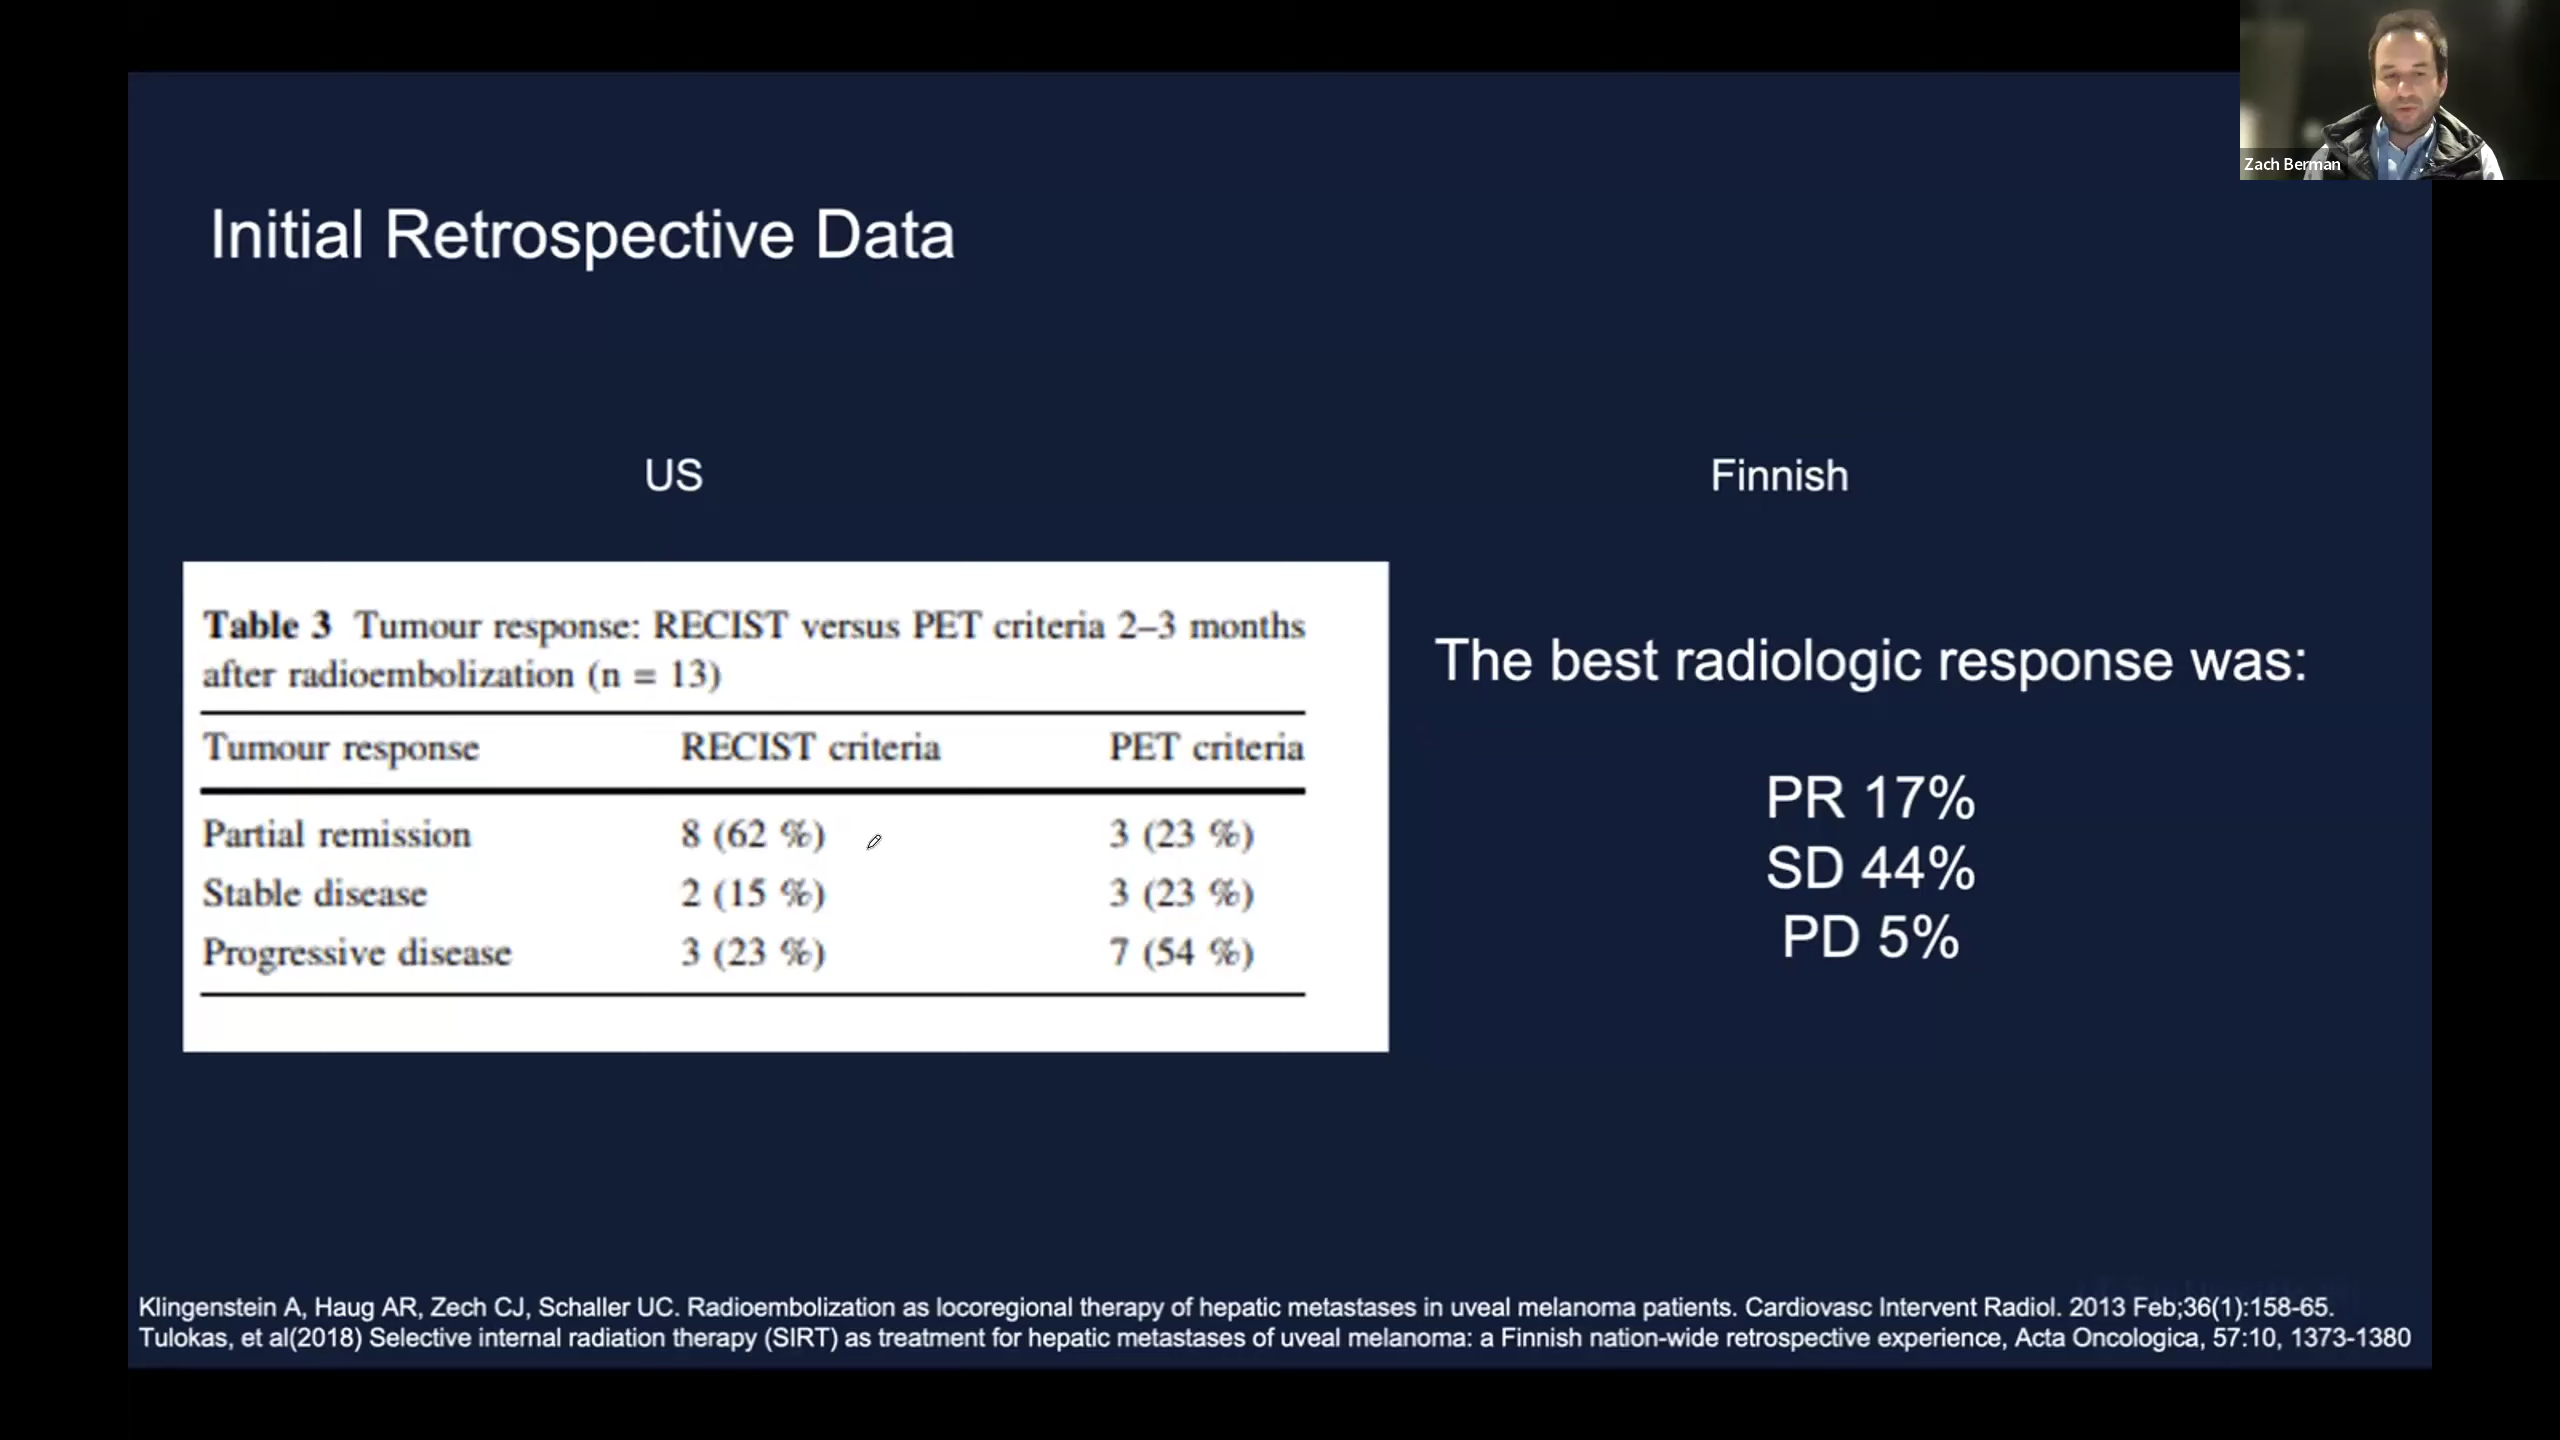 Zach Berman
Initial Retrospective Data
US
Table 3 Tumour response: RECIST versus PET criteria 2–3 months
after radioembolization (n = 13)
Tumour response RECIST criteria PET criteria
Partial remission 8 (62 %) 3 (23 %)
Stable disease 2 (15 %) 3 (23 %)
Progressive disease 3 (23 %) 7 (54 %)
Finnish
The best radiologic response was:
PR 17%
SD 44%
PD 5%
Klingenstein A, Haug AR, Zech CJ, Schaller UC. Radioembolization as locoregional therapy of hepatic metastases in uveal melanoma patients. Cardiovasc Intervent Radiol. 2013 Feb;36(1):158-65.
Tulokas, et al(2018) Selective internal radiation therapy (SIRT) as treatment for hepatic metastases of uveal melanoma: a Finnish nation-wide retrospective experience, Acta Oncologica, 57:10, 1373-1380